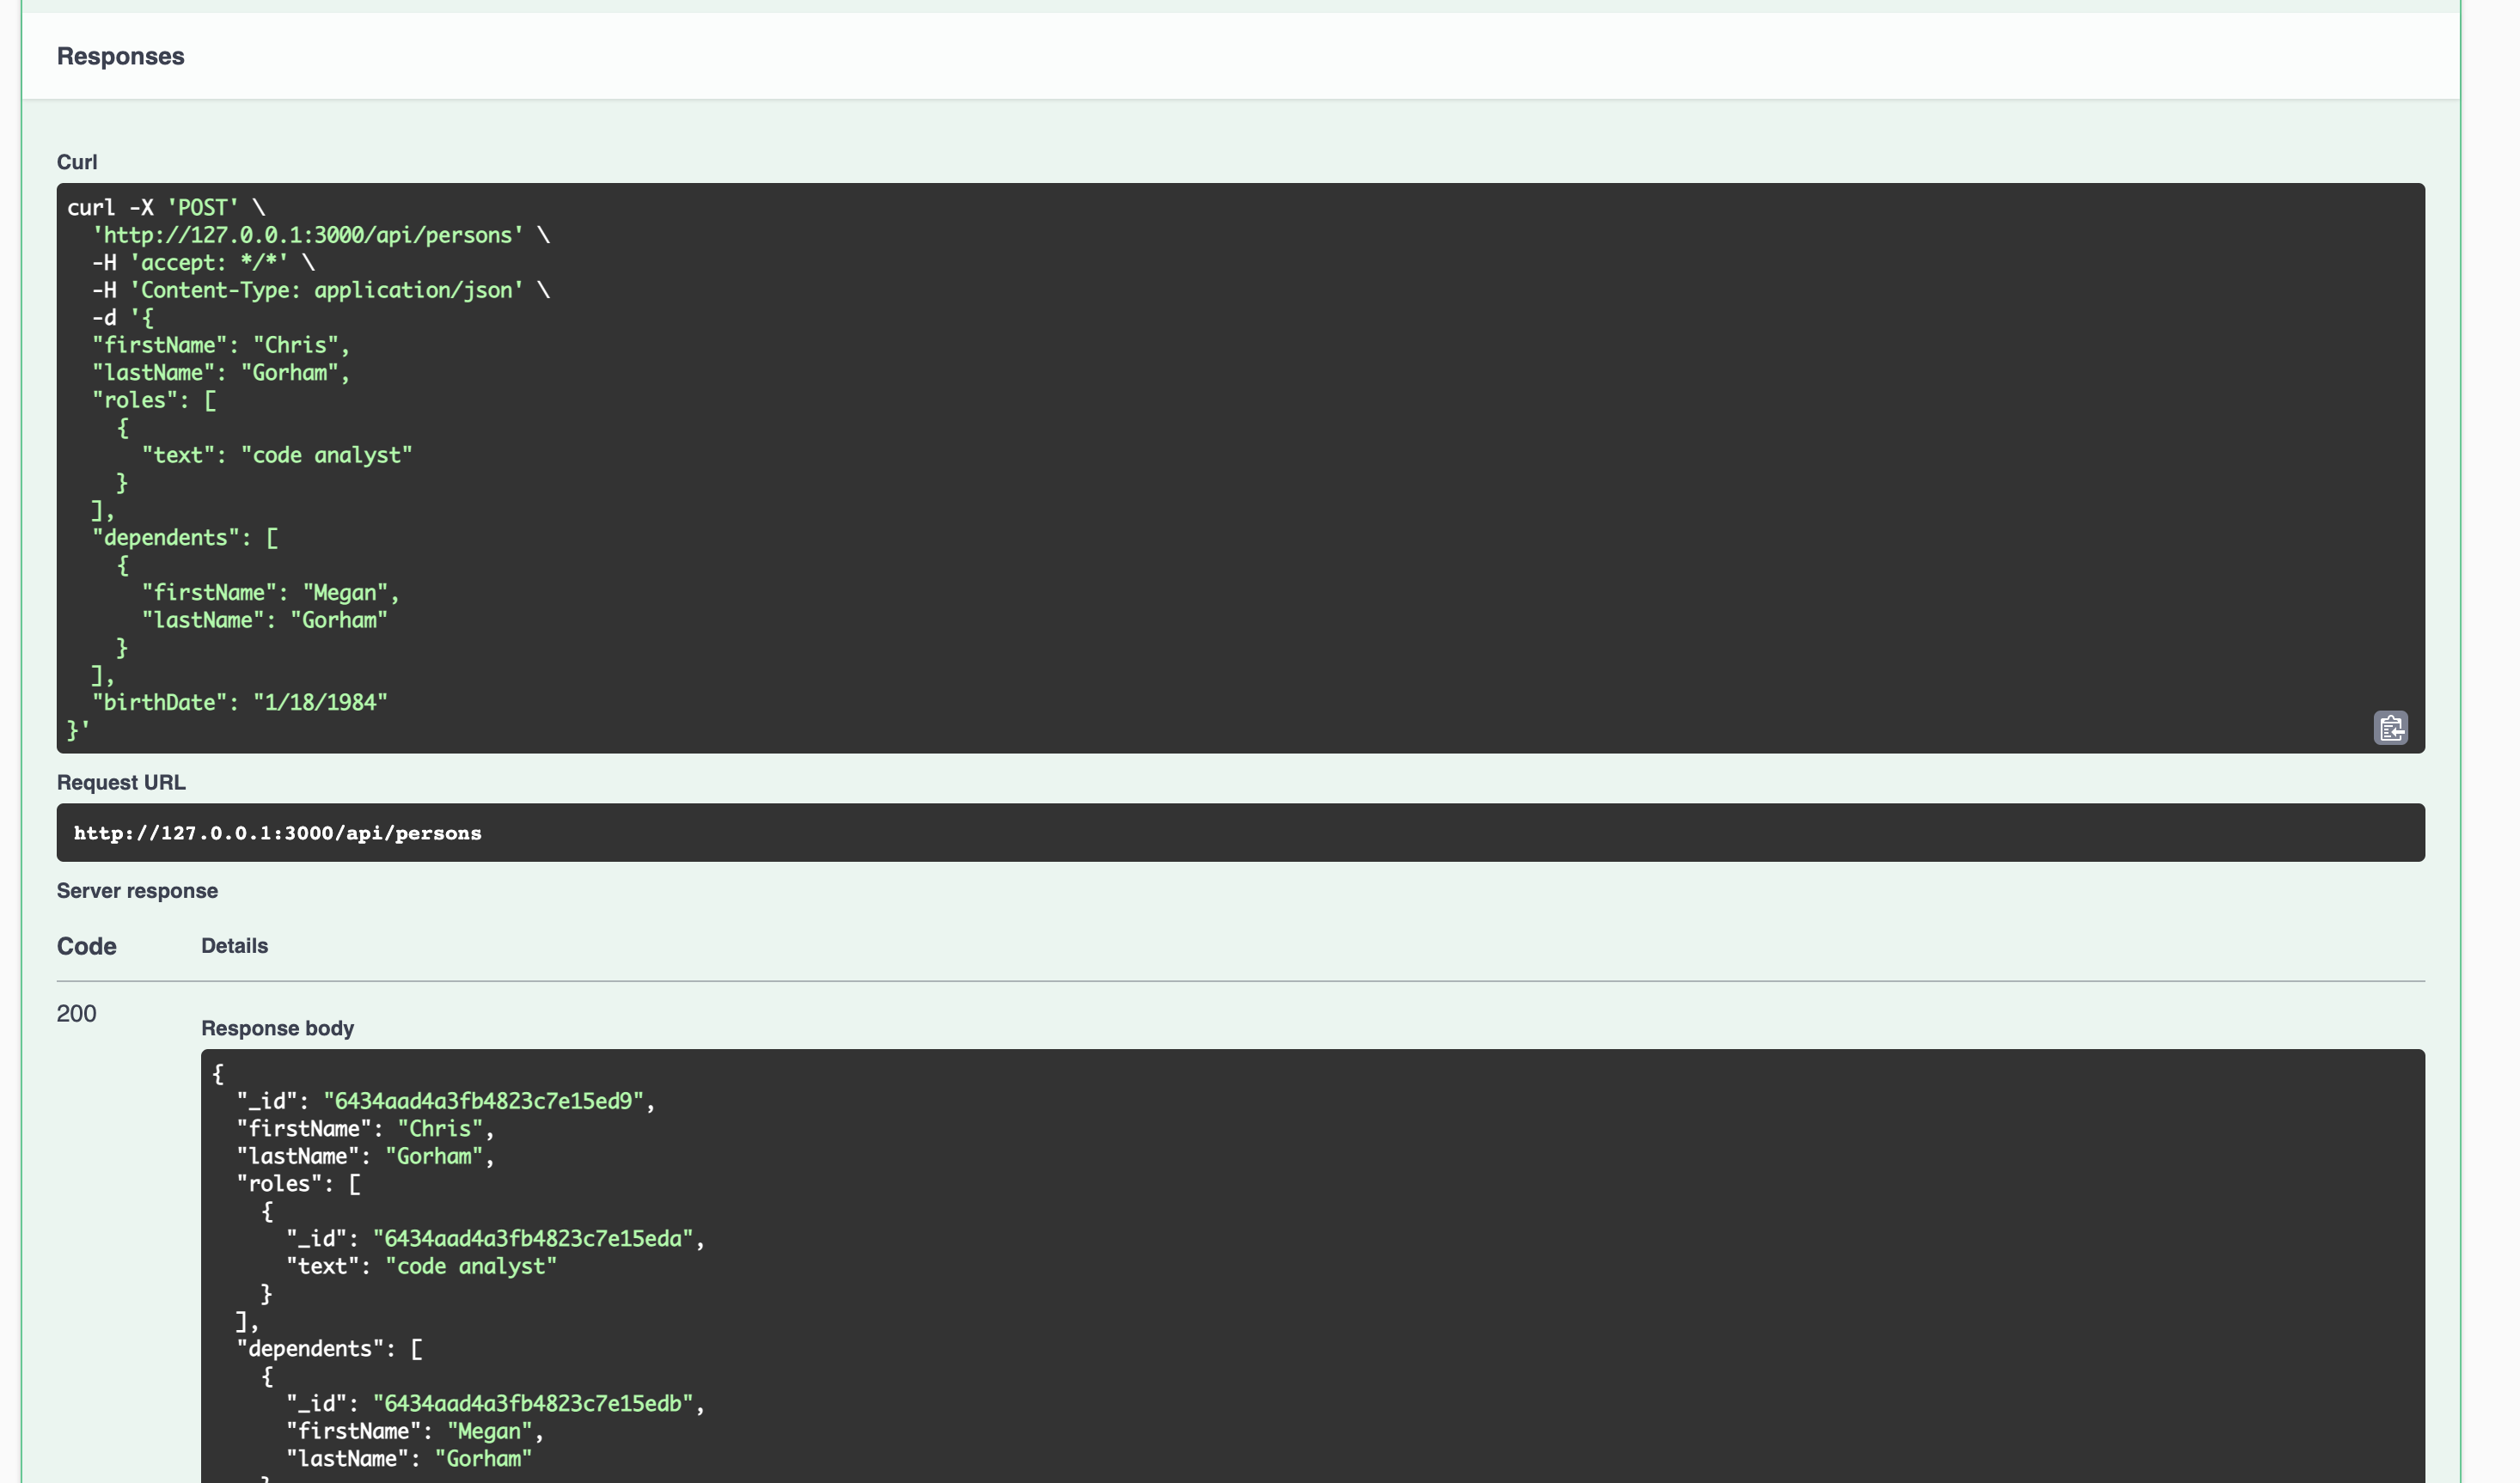 Responses
Curl
curl -X 'POST' \
  'http://127.0.0.1:3000/api/persons' \
  -H 'accept: */*' \
  -H 'Content-Type: application/json' \
  -d '{
  "firstName": "Chris",
  "lastName": "Gorham",
  "roles": [
    {
      "text": "code analyst"
    }
  ],
  "dependents": [
    {
      "firstName": "Megan",
      "lastName": "Gorham"
    }
  ],
  "birthDate": "1/18/1984"
}'
Request URL
http://127.0.0.1:3000/api/persons
Server response
Code Details
200
Response body
{
  "_id": "6434aad4a3fb4823c7e15ed9",
  "firstName": "Chris",
  "lastName": "Gorham",
  "roles": [
    {
      "_id": "6434aad4a3fb4823c7e15eda",
      "text": "code analyst"
    }
  ],
  "dependents": [
    {
      "_id": "6434aad4a3fb4823c7e15edb",
      "firstName": "Megan",
      "lastName": "Gorham"
    }